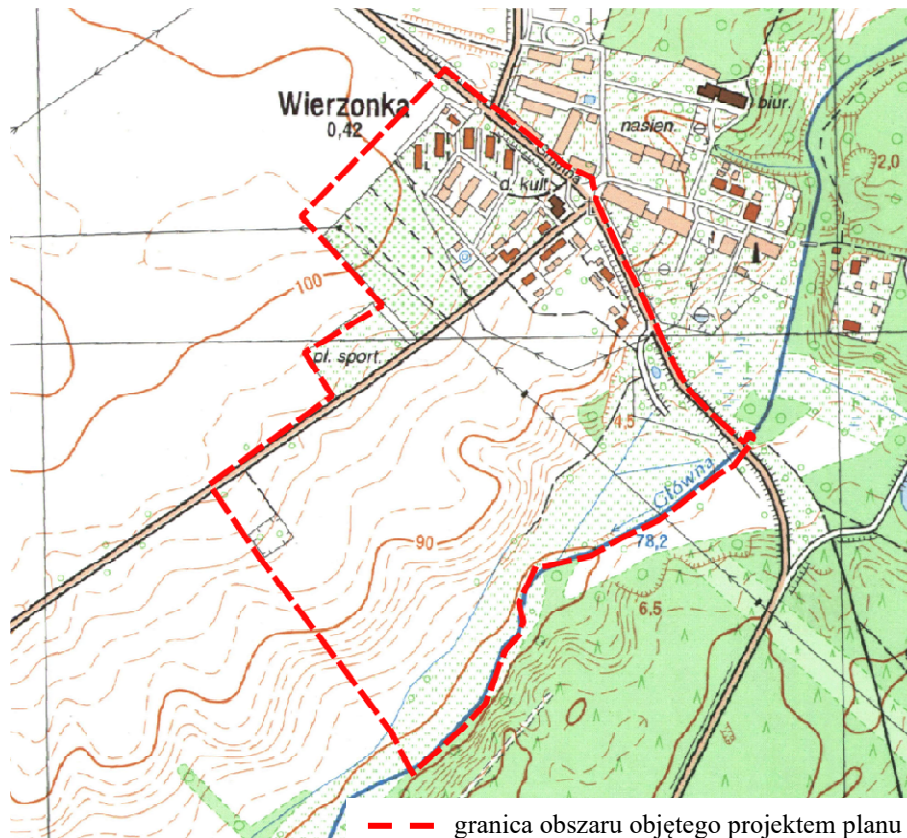 Wierzonka
0,42
biur.
nasien.
2,0
d. kult.
100
pl. sport.
4.5
Główna
90
78,2
6.5
granica obszaru objętego projektem planu